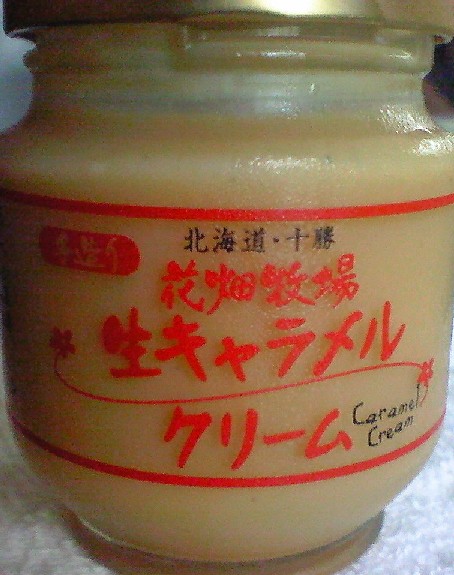 北海道・十勝
手造り
花畑牧場
生キャラメル
クリーム
Caramel
Cream